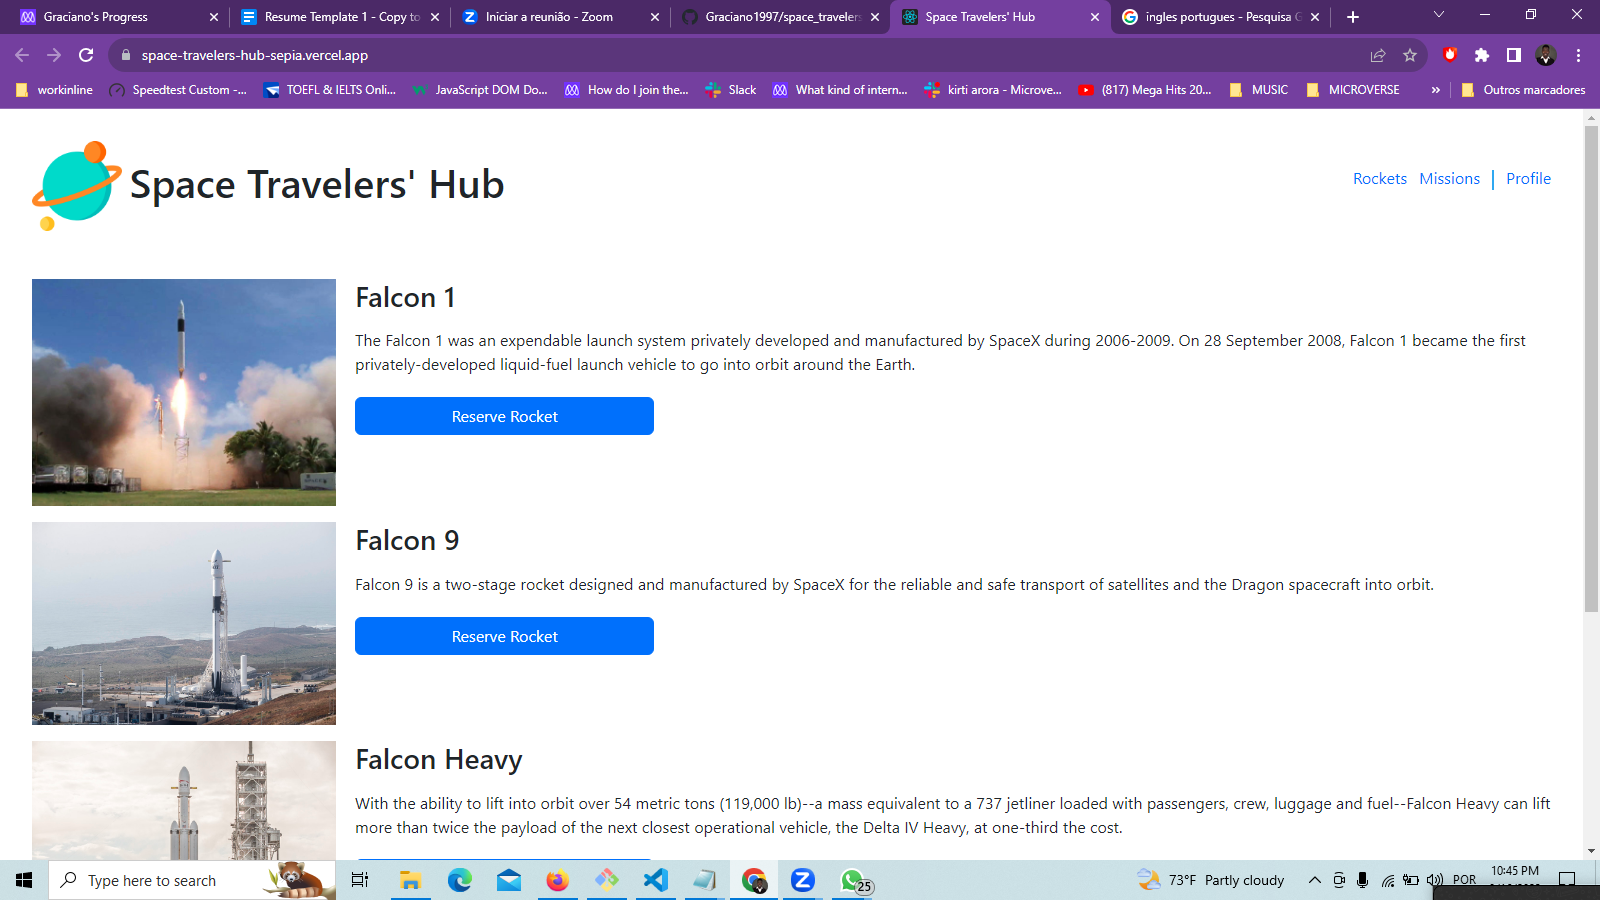 Graciano's Progress
Resume Template 1 - Copy to
Iniciar a reunião - Zoom
Graciano1997/space_travelers
Space Travelers' Hub
ingles portugues - Pesquisa G
space-travelers-hub-sepia.vercel.app
workinline
Speedtest Custom -...
TOEFL & IELTS Onli...
JavaScript DOM Do...
How do I join the...
Slack
What kind of intern...
kirti arora - Microve...
(817) Mega Hits 20...
MUSIC
MICROVERSE
»
Outros marcadores
Space Travelers' Hub
Rockets Missions | Profile
Falcon 1
The Falcon 1 was an expendable launch system privately developed and manufactured by SpaceX during 2006-2009. On 28 September 2008, Falcon 1 became the first
privately-developed liquid-fuel launch vehicle to go into orbit around the Earth.
Reserve Rocket
Falcon 9
Falcon 9 is a two-stage rocket designed and manufactured by SpaceX for the reliable and safe transport of satellites and the Dragon spacecraft into orbit.
Reserve Rocket
Falcon Heavy
With the ability to lift into orbit over 54 metric tons (119,000 lb)--a mass equivalent to a 737 jetliner loaded with passengers, crew, luggage and fuel--Falcon Heavy can lift
more than twice the payload of the next closest operational vehicle, the Delta IV Heavy, at one-third the cost.
Type here to search
25
73°F Partly cloudy
POR
10:45 PM